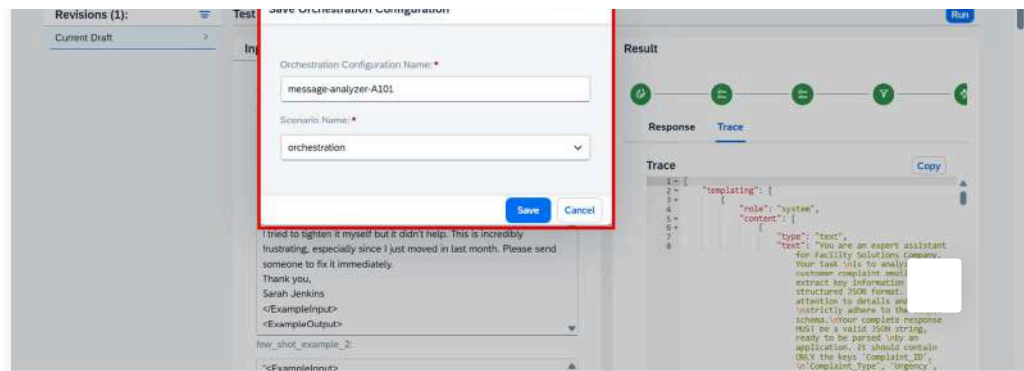 Save Orchestration Configuration
Revisions (1):
Test
Run
Current Draft
Result
Orchestration Configuration Name: *
message-analyzer-A101
Scenario Name: *
orchestration
Response
Trace
Trace
Copy
Save
Cancel
1
2
3
4
5
6
7
8
{
"templating": [
{
"role": "system",
"content": [
{
"type": "text",
"text": "You are an expert assistant
for Facility Solutions Company.
Your task \nis to analy
customer complaint
extract key information
structured JSON format.
attention to details and
\nstrictly adhere to the
schema.\nYour complete response
MUST be a valid JSON string,
ready to be parsed \nby an
application. It should contain
ONLY the keys 'Complaint_ID',
\n'Complaint_Type', 'Urgency',
I tried to tighten it myself but it didn't help. This is incredibly
frustrating, especially since I just moved in last month. Please send
someone to fix it immediately.
Thank you,
Sarah Jenkins
</ExampleInput>
<ExampleOutput>
few_shot_example_2:
"<ExampleInput>